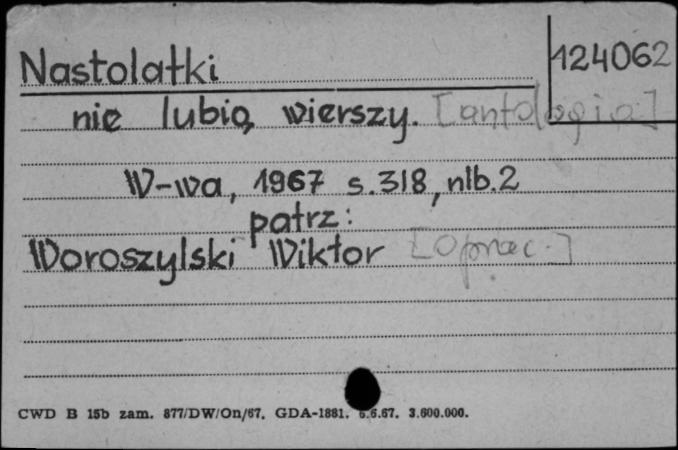 124062
Nastolatki
nie lubią wierszy. [antologia]
W-wa, 1967 s. 318, nlb. 2
patrz:
Woroszylski Wiktor [Oprac.]
CWD B 15b zam. 877/DW/On/67. GDA-1881. 6.6.67. 3.600.000.